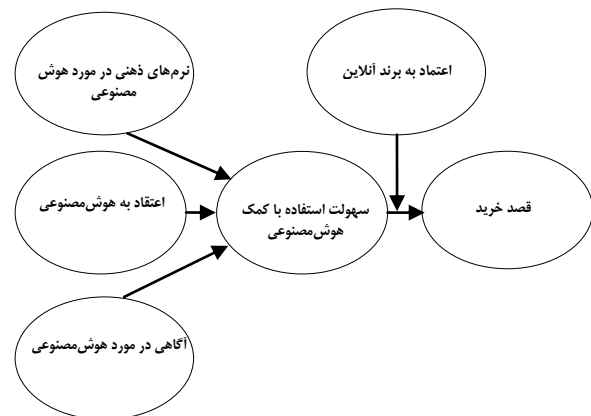 نرم‌های ذهنی در مورد هوش
مصنوعی
اعتماد به برند آنلاین
اعتقاد به هوش‌مصنوعی
سهولت استفاده با کمک
هوش‌مصنوعی
قصد خرید
آگاهی در مورد هوش‌مصنوعی